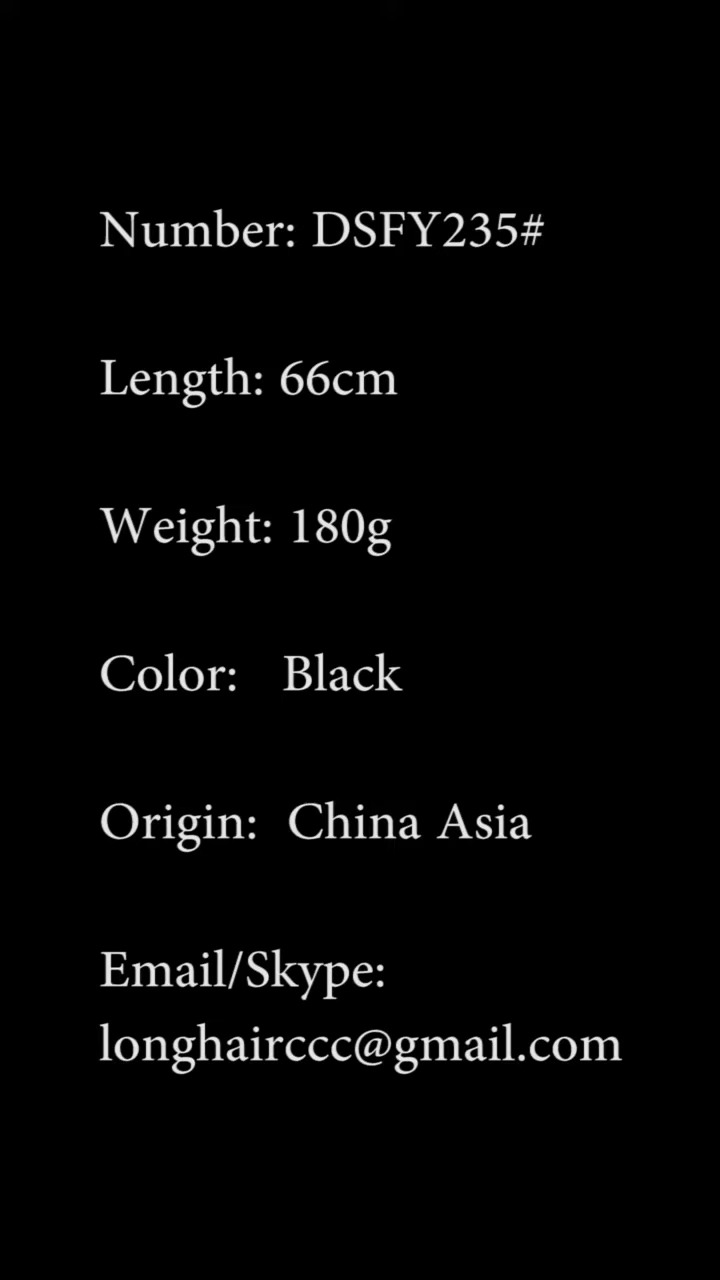 Number: DSFY235#
Length: 66cm
Weight: 180g
Color: Black
Origin: China Asia
Email/Skype:
longhairccc@gmail.com